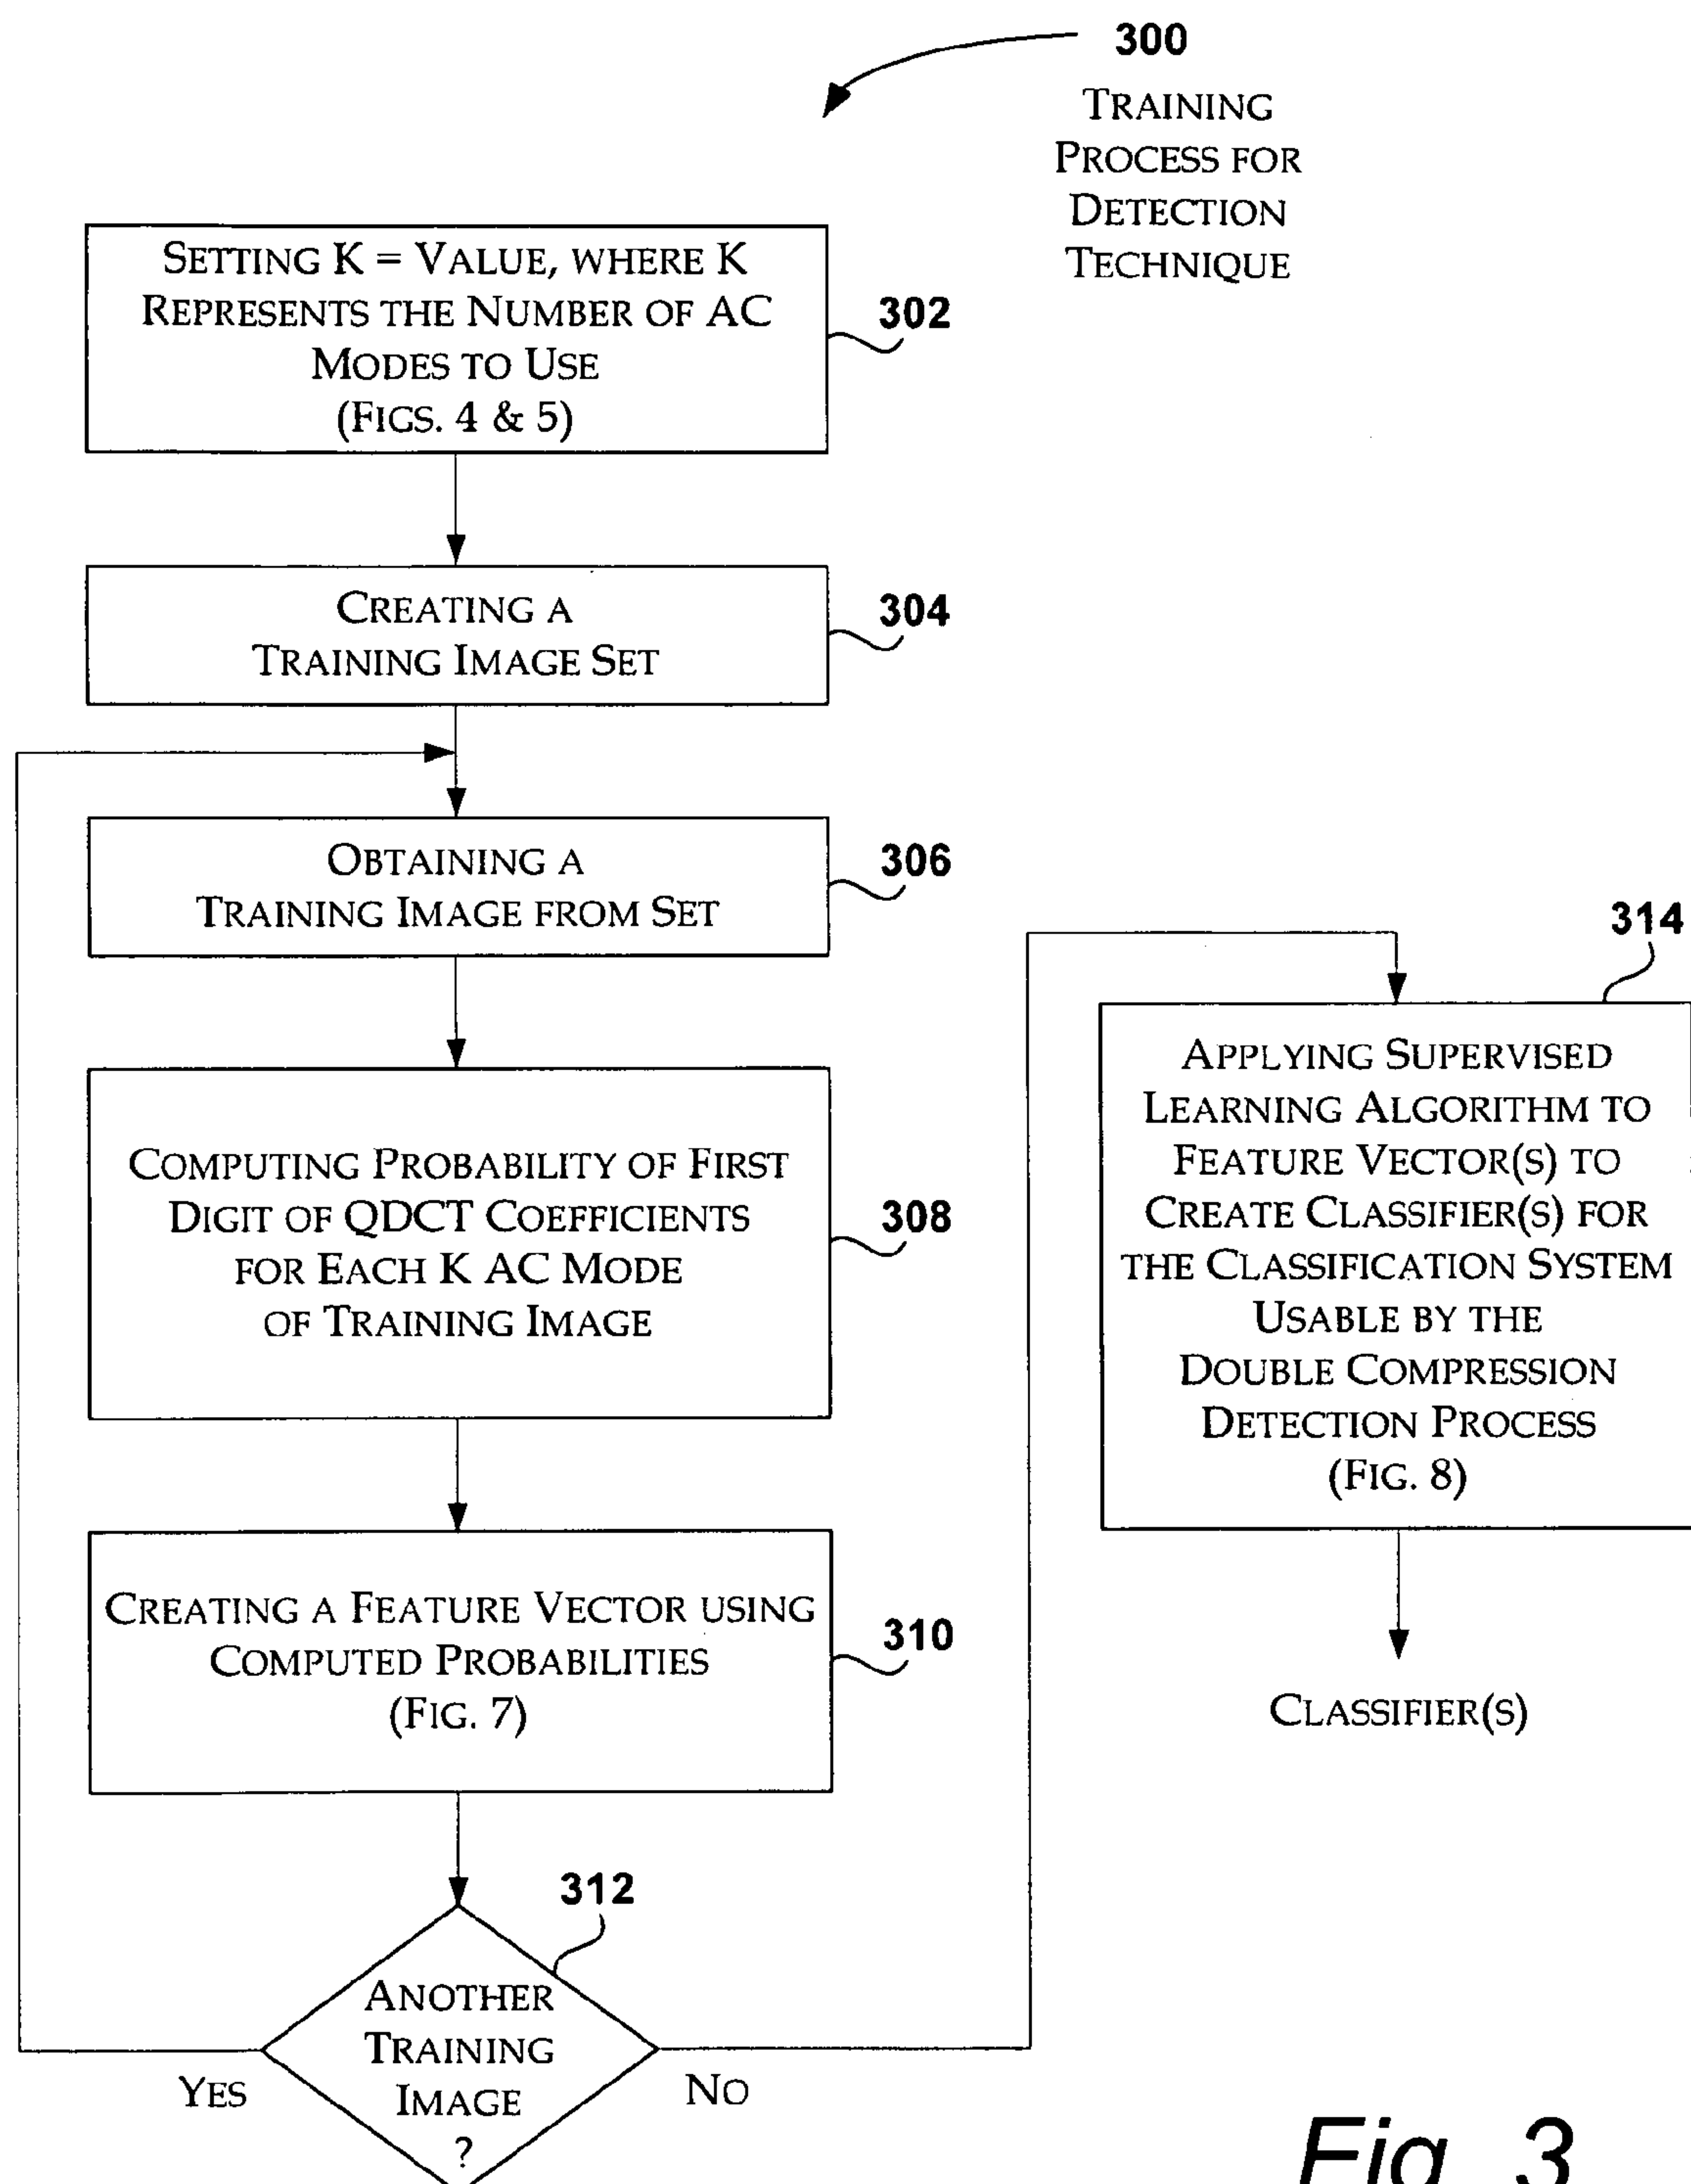 300
TRAINING
PROCESS FOR
DETECTION
TECHNIQUE
SETTING K = VALUE, WHERE K
REPRESENTS THE NUMBER OF AC
MODES TO USE
(FIGS. 4 & 5)
302
CREATING A
TRAINING IMAGE SET
304
OBTAINING A
TRAINING IMAGE FROM SET
306
COMPUTING PROBABILITY OF FIRST
DIGIT OF QDCT COEFFICIENTS
FOR EACH K AC MODE
OF TRAINING IMAGE
308
CREATING A FEATURE VECTOR USING
COMPUTED PROBABILITIES
(FIG. 7)
310
312
ANOTHER
TRAINING
IMAGE
?
YES
NO
314
APPLYING SUPERVISED
LEARNING ALGORITHM TO
FEATURE VECTOR(S) TO
CREATE CLASSIFIER(S) FOR
THE CLASSIFICATION SYSTEM
USABLE BY THE
DOUBLE COMPRESSION
DETECTION PROCESS
(FIG. 8)
CLASSIFIER(S)
Fig. 3